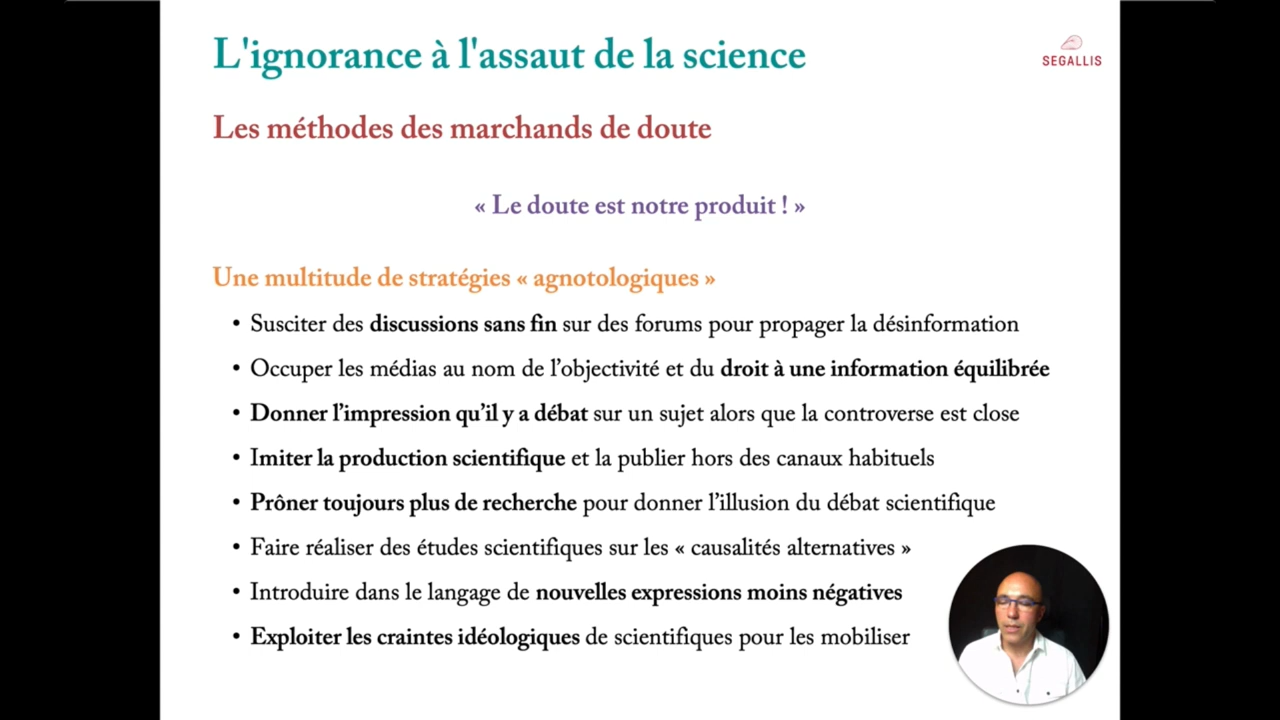 L'ignorance à l'assaut de la science
SEGALLIS
Les méthodes des marchands de doute
« Le doute est notre produit ! »
Une multitude de stratégies « agnotologiques »
• Susciter des discussions sans fin sur des forums pour propager la désinformation
• Occuper les médias au nom de l’objectivité et du droit à une information équilibrée
• Donner l’impression qu’il y a débat sur un sujet alors que la controverse est close
• Imiter la production scientifique et la publier hors des canaux habituels
• Prôner toujours plus de recherche pour donner l’illusion du débat scientifique
• Faire réaliser des études scientifiques sur les « causalités alternatives »
• Introduire dans le langage de nouvelles expressions moins négatives
• Exploiter les craintes idéologiques de scientifiques pour les mobiliser